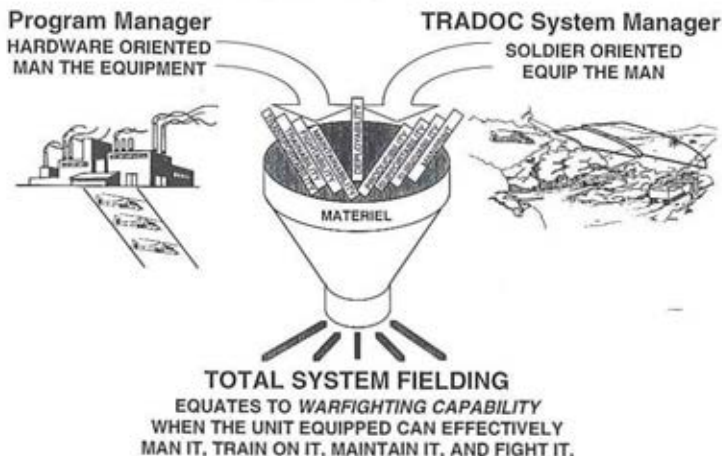 Program Manager
HARDWARE ORIENTED
MAN THE EQUIPMENT
TRADOC System Manager
SOLDIER ORIENTED
EQUIP THE MAN
DEPLOYABILITY
MATERIEL
TOTAL SYSTEM FIELDING
EQUATES TO WARFIGHTING CAPABILITY
WHEN THE UNIT EQUIPPED CAN EFFECTIVELY
MAN IT, TRAIN ON IT, MAINTAIN IT, AND FIGHT IT.